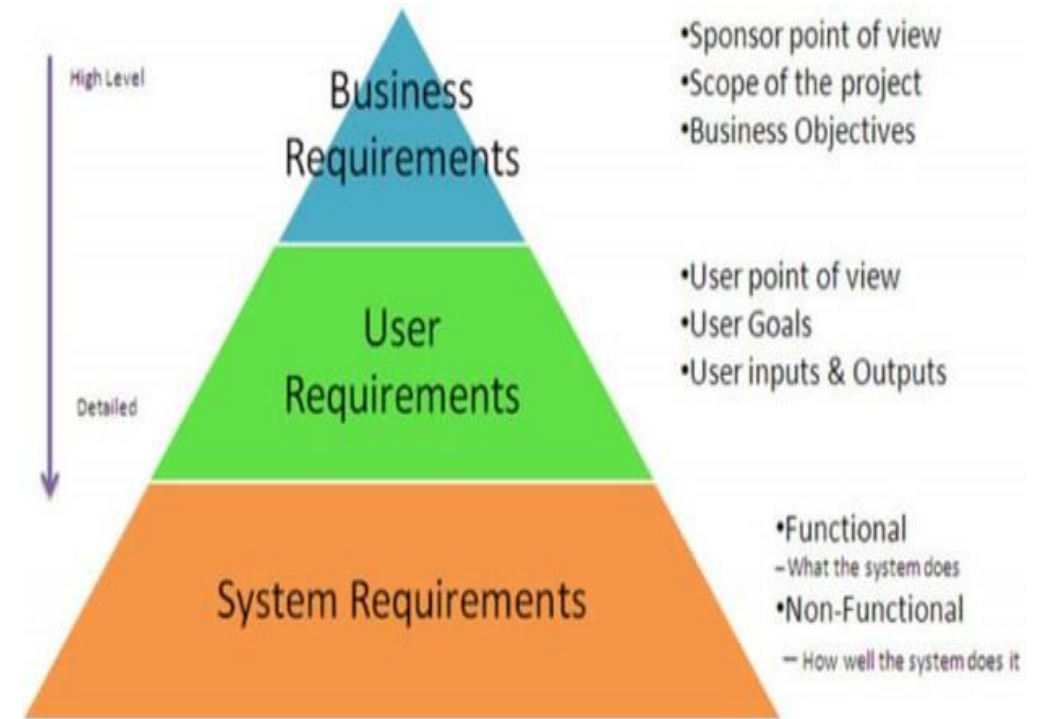 High Level
Business
Requirements
•Sponsor point of view
•Scope of the project
•Business Objectives
User
Requirements
•User point of view
•User Goals
•User inputs & Outputs
Detailed
System Requirements
•Functional
–What the system does
•Non-Functional
– How well the system does it